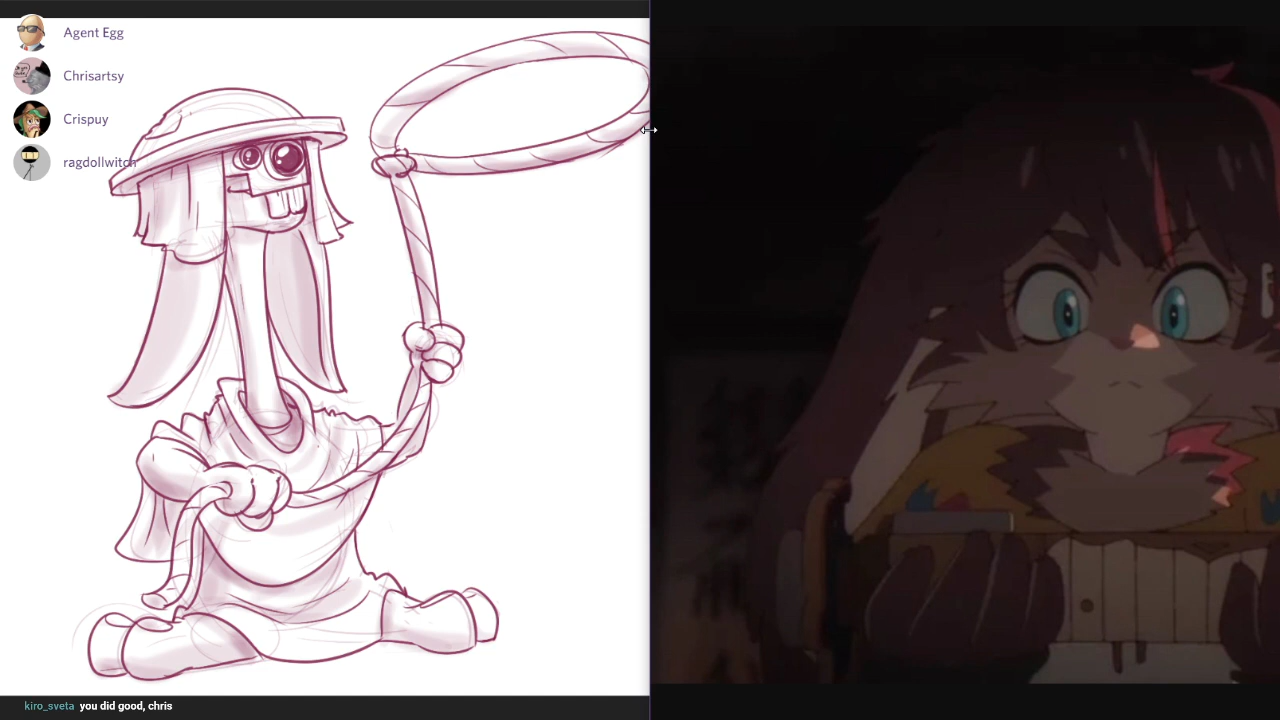 Agent Egg
Chrisartsy
Crispuy
ragdollwitch
kiro_sveta you did good, chris